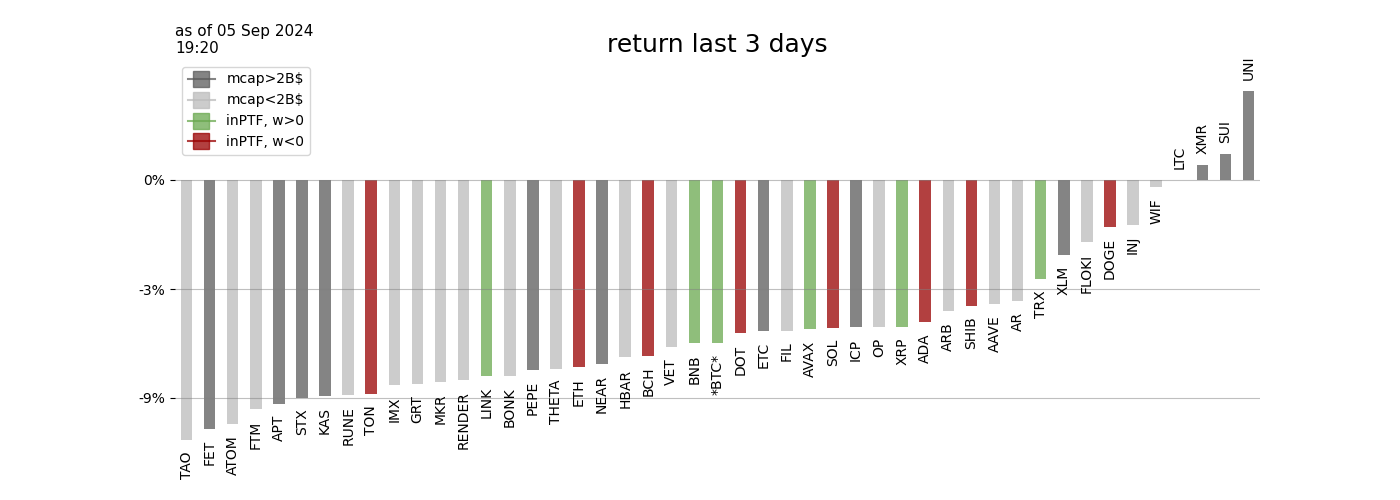 as of 05 Sep 2024
19:20
return last 3 days
mcap>2B$
mcap<2B$
inPTF, w>0
inPTF, w<0
0%
-3%
-9%
TAO
FET
ATOM
FTM
APT
STX
KAS
RUNE
TON
IMX
GRT
MKR
RENDER
LINK
BONK
PEPE
THETA
ETH
NEAR
HBAR
BCH
VET
BNB
*BTC*
DOT
ETC
FIL
AVAX
SOL
ICP
OP
XRP
ADA
ARB
SHIB
AAVE
AR
TRX
XLM
FLOKI
DOGE
INJ
WIF
LTC
XMR
SUI
UNI